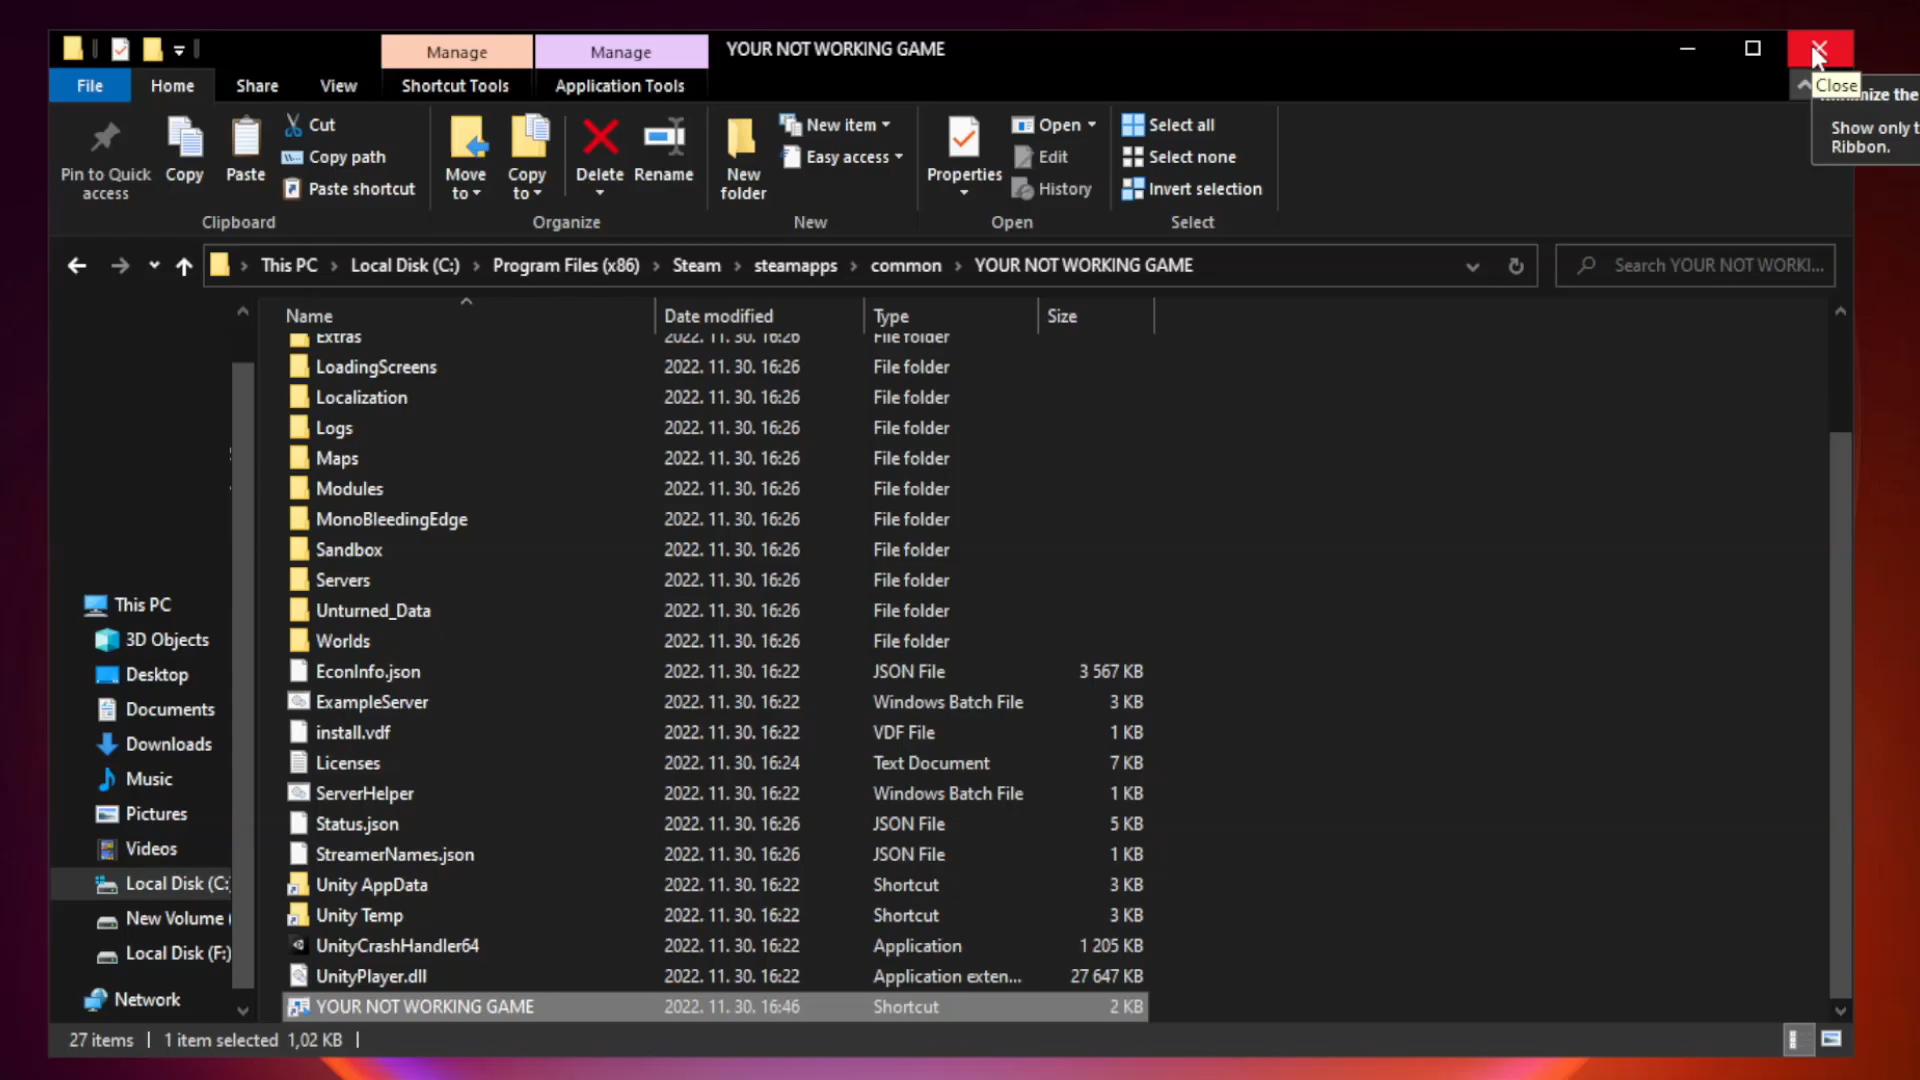 Manage
Manage
YOUR NOT WORKING GAME
File
Home
Share
View
Shortcut Tools
Application Tools
Close
the
Show only t
Ribbon.
Pin to Quick access
Copy
Paste
Cut
Copy path
Paste shortcut
Move to
Copy to
Delete
Rename
New folder
New item
Easy access
Properties
Open
Edit
History
Select all
Select none
Invert selection
Clipboard
Organize
New
Open
Select
This PC
Local Disk (C:)
Program Files (x86)
Steam
steamapps
common
YOUR NOT WORKING GAME
Search YOUR NOT WORKI...
Name Date modified Type Size
Extras 2022. 11. 30. 16:26 File folder
LoadingScreens 2022. 11. 30. 16:26 File folder
Localization 2022. 11. 30. 16:26 File folder
Logs 2022. 11. 30. 16:26 File folder
Maps 2022. 11. 30. 16:26 File folder
Modules 2022. 11. 30. 16:26 File folder
MonoBleedingEdge 2022. 11. 30. 16:26 File folder
Sandbox 2022. 11. 30. 16:26 File folder
Servers 2022. 11. 30. 16:26 File folder
Unturned_Data 2022. 11. 30. 16:26 File folder
Worlds 2022. 11. 30. 16:26 File folder
EconInfo.json 2022. 11. 30. 16:22 JSON File 3 567 KB
ExampleServer 2022. 11. 30. 16:22 Windows Batch File 3 KB
install.vdf 2022. 11. 30. 16:22 VDF File 1 KB
Licenses 2022. 11. 30. 16:24 Text Document 7 KB
ServerHelper 2022. 11. 30. 16:22 Windows Batch File 1 KB
Status.json 2022. 11. 30. 16:26 JSON File 5 KB
StreamerNames.json 2022. 11. 30. 16:26 JSON File 1 KB
Unity AppData 2022. 11. 30. 16:22 Shortcut 3 KB
Unity Temp 2022. 11. 30. 16:22 Shortcut 3 KB
UnityCrashHandler64 2022. 11. 30. 16:22 Application 1 205 KB
UnityPlayer.dll 2022. 11. 30. 16:22 Application exten... 27 647 KB
YOUR NOT WORKING GAME 2022. 11. 30. 16:46 Shortcut 2 KB
This PC
3D Objects
Desktop
Documents
Downloads
Music
Pictures
Videos
Local Disk (C:
New Volume (
Local Disk (F:)
Network
27 items 1 item selected 1,02 KB